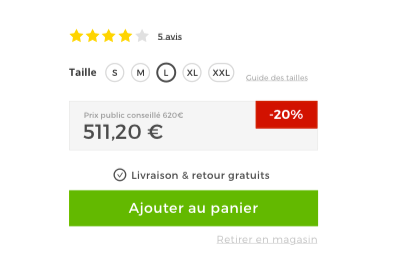 5 avis
Taille S M L XL XXL Guide des tailles
Prix public conseillé 620€
-20%
511,20 €
Livraison & retour gratuits
Ajouter au panier
Retirer en magasin